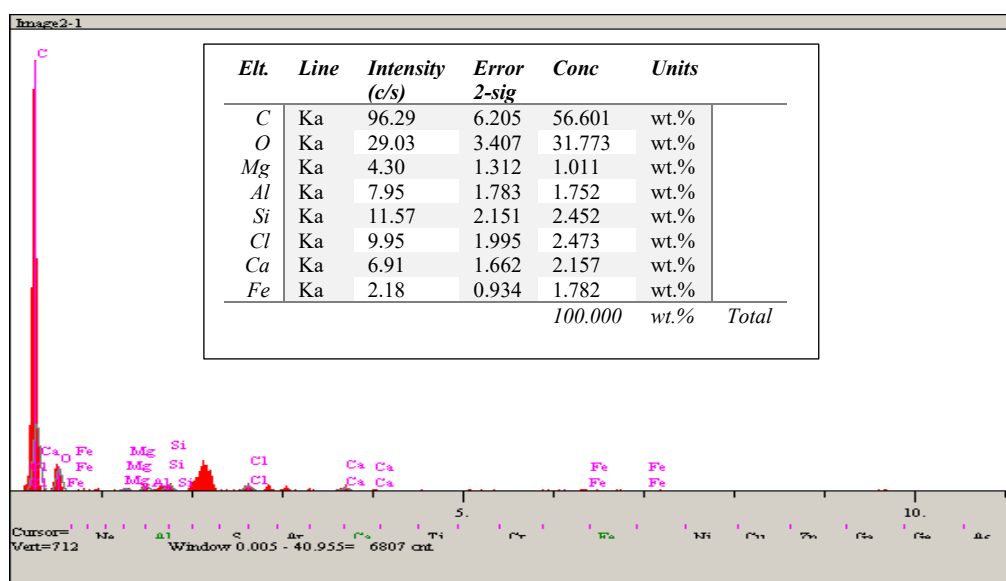 Image2-1
C
Elt. Line Intensity (c/s) Error 2-sig Conc Units
C Ka 96.29 6.205 56.601 wt.%
O Ka 29.03 3.407 31.773 wt.%
Mg Ka 4.30 1.312 1.011 wt.%
Al Ka 7.95 1.783 1.752 wt.%
Si Ka 11.57 2.151 2.452 wt.%
Cl Ka 9.95 1.995 2.473 wt.%
Ca Ka 6.91 1.662 2.157 wt.%
Fe Ka 2.18 0.934 1.782 wt.%
100.000 wt.% Total
Si
Ca O Fe Mg Si Cl Ca Ca Fe Fe
Fe Mg Si Ca Ca Fe Fe
Fe Mg Al Si Cl Ca Ca Fe Fe
5. 10.
Cursor=
Vert=712 Window 0.005 - 40.955= 6807 cnt
Ne Al S Ar Ca Ti Cr Fe Ni Cu Zn Ga Ge As